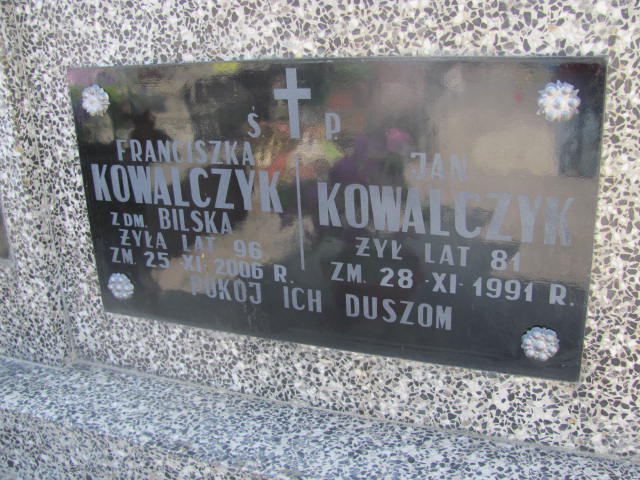 Ś P
FRANCISZKA
KOWALCZYK
Z DM. BILSKA
ŻYŁA LAT 96
ZM. 25 XI 2006 R.
JAN
KOWALCZYK
ŻYŁ LAT 81
ZM. 28-XI-1991 R.
POKÓJ ICH DUSZOM